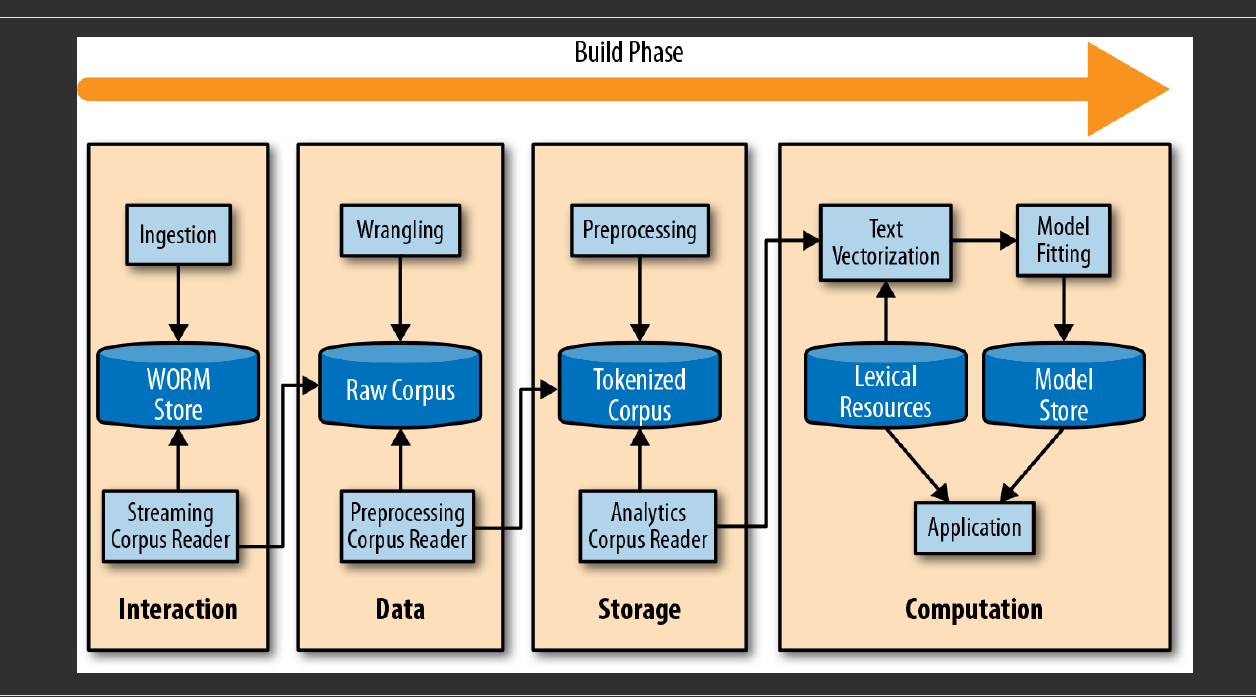 Build Phase
Ingestion
WORM
Store
Streaming
Corpus Reader
Interaction
Wrangling
Raw Corpus
Preprocessing
Corpus Reader
Data
Preprocessing
Tokenized
Corpus
Analytics
Corpus Reader
Storage
Text
Vectorization
Model
Fitting
Lexical
Resources
Model
Store
Application
Computation